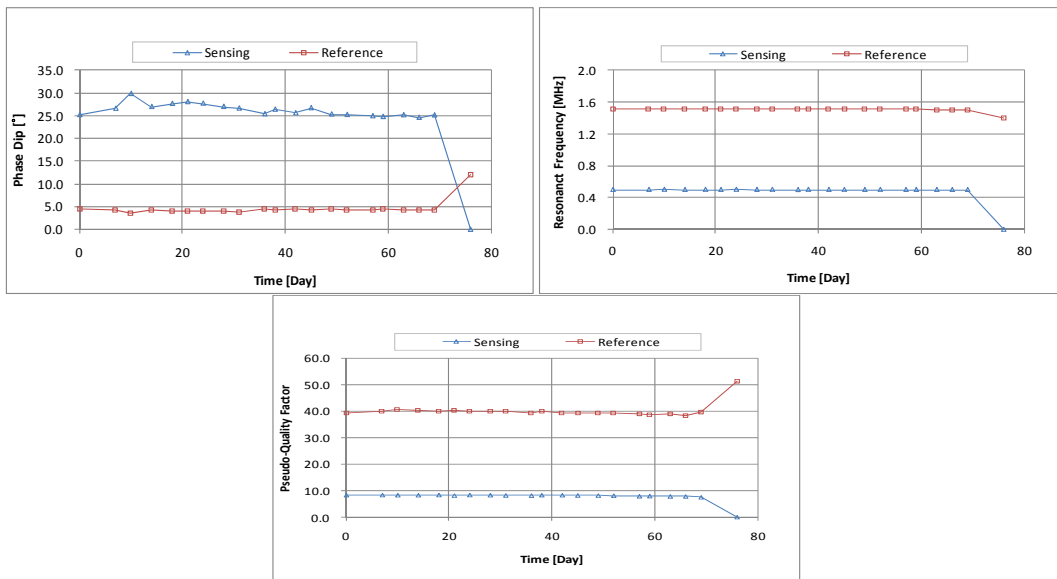 Sensing Reference
35.0
30.0
25.0
20.0
15.0
10.0
5.0
0.0
Phase Dip [°]
0 20 40 60 80
Time [Day]
Sensing Reference
2.0
1.6
1.2
0.8
0.4
0.0
Resonanct Frequency [MHz]
0 20 40 60 80
Time [Day]
Sensing Reference
60.0
50.0
40.0
30.0
20.0
10.0
0.0
Pseudo-Quality Factor
0 20 40 60 80
Time [Day]